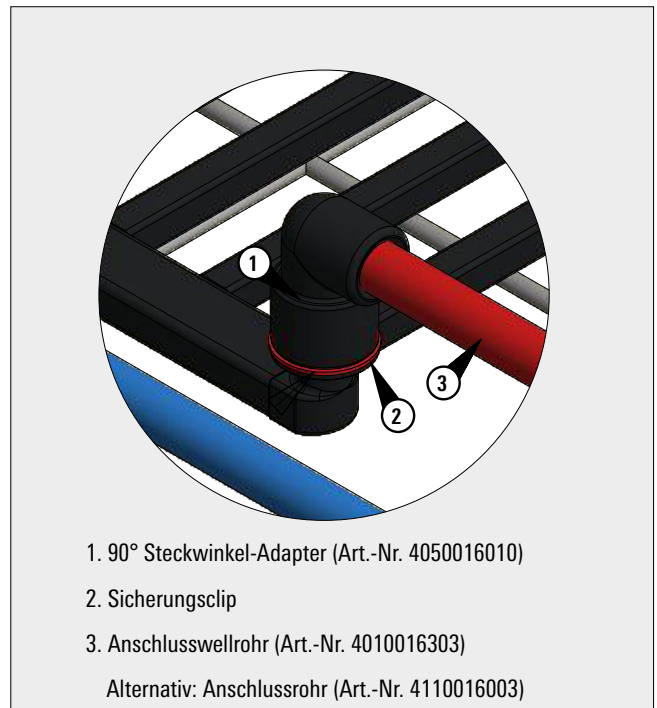 1
3
2
1. 90° Steckwinkel-Adapter (Art.-Nr. 4050016010)
2. Sicherungsclip
3. Anschlusswellrohr (Art.-Nr. 4010016303)
Alternativ: Anschlussrohr (Art.-Nr. 4110016003)